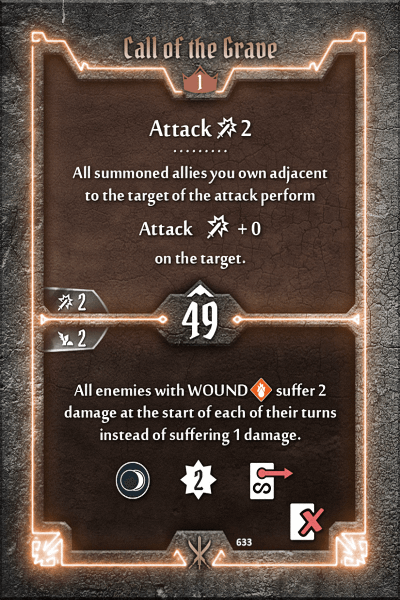 Call of the Grave
1
Attack 2
All summoned allies you own adjacent
to the target of the attack perform
Attack +0
on the target.
2
49
2
All enemies with WOUND suffer 2
damage at the start of each of their turns
instead of suffering 1 damage.
2
633